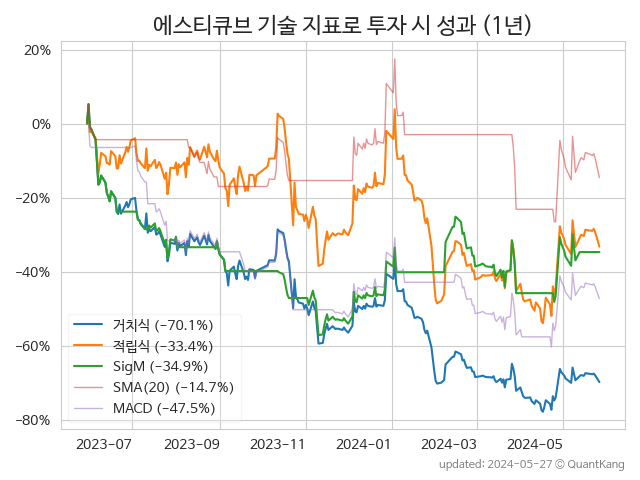 에스티큐브 기술 지표로 투자 시 성과 (1년)
20%
0%
−20%
−40%
−60%
−80%
거치식 (−70.1%)
적립식 (−33.4%)
SigM (−34.9%)
SMA(20) (−14.7%)
MACD (−47.5%)
2023−07
2023−09
2023−11
2024−01
2024−03
2024−05
updated: 2024−05−27 © QuantKang